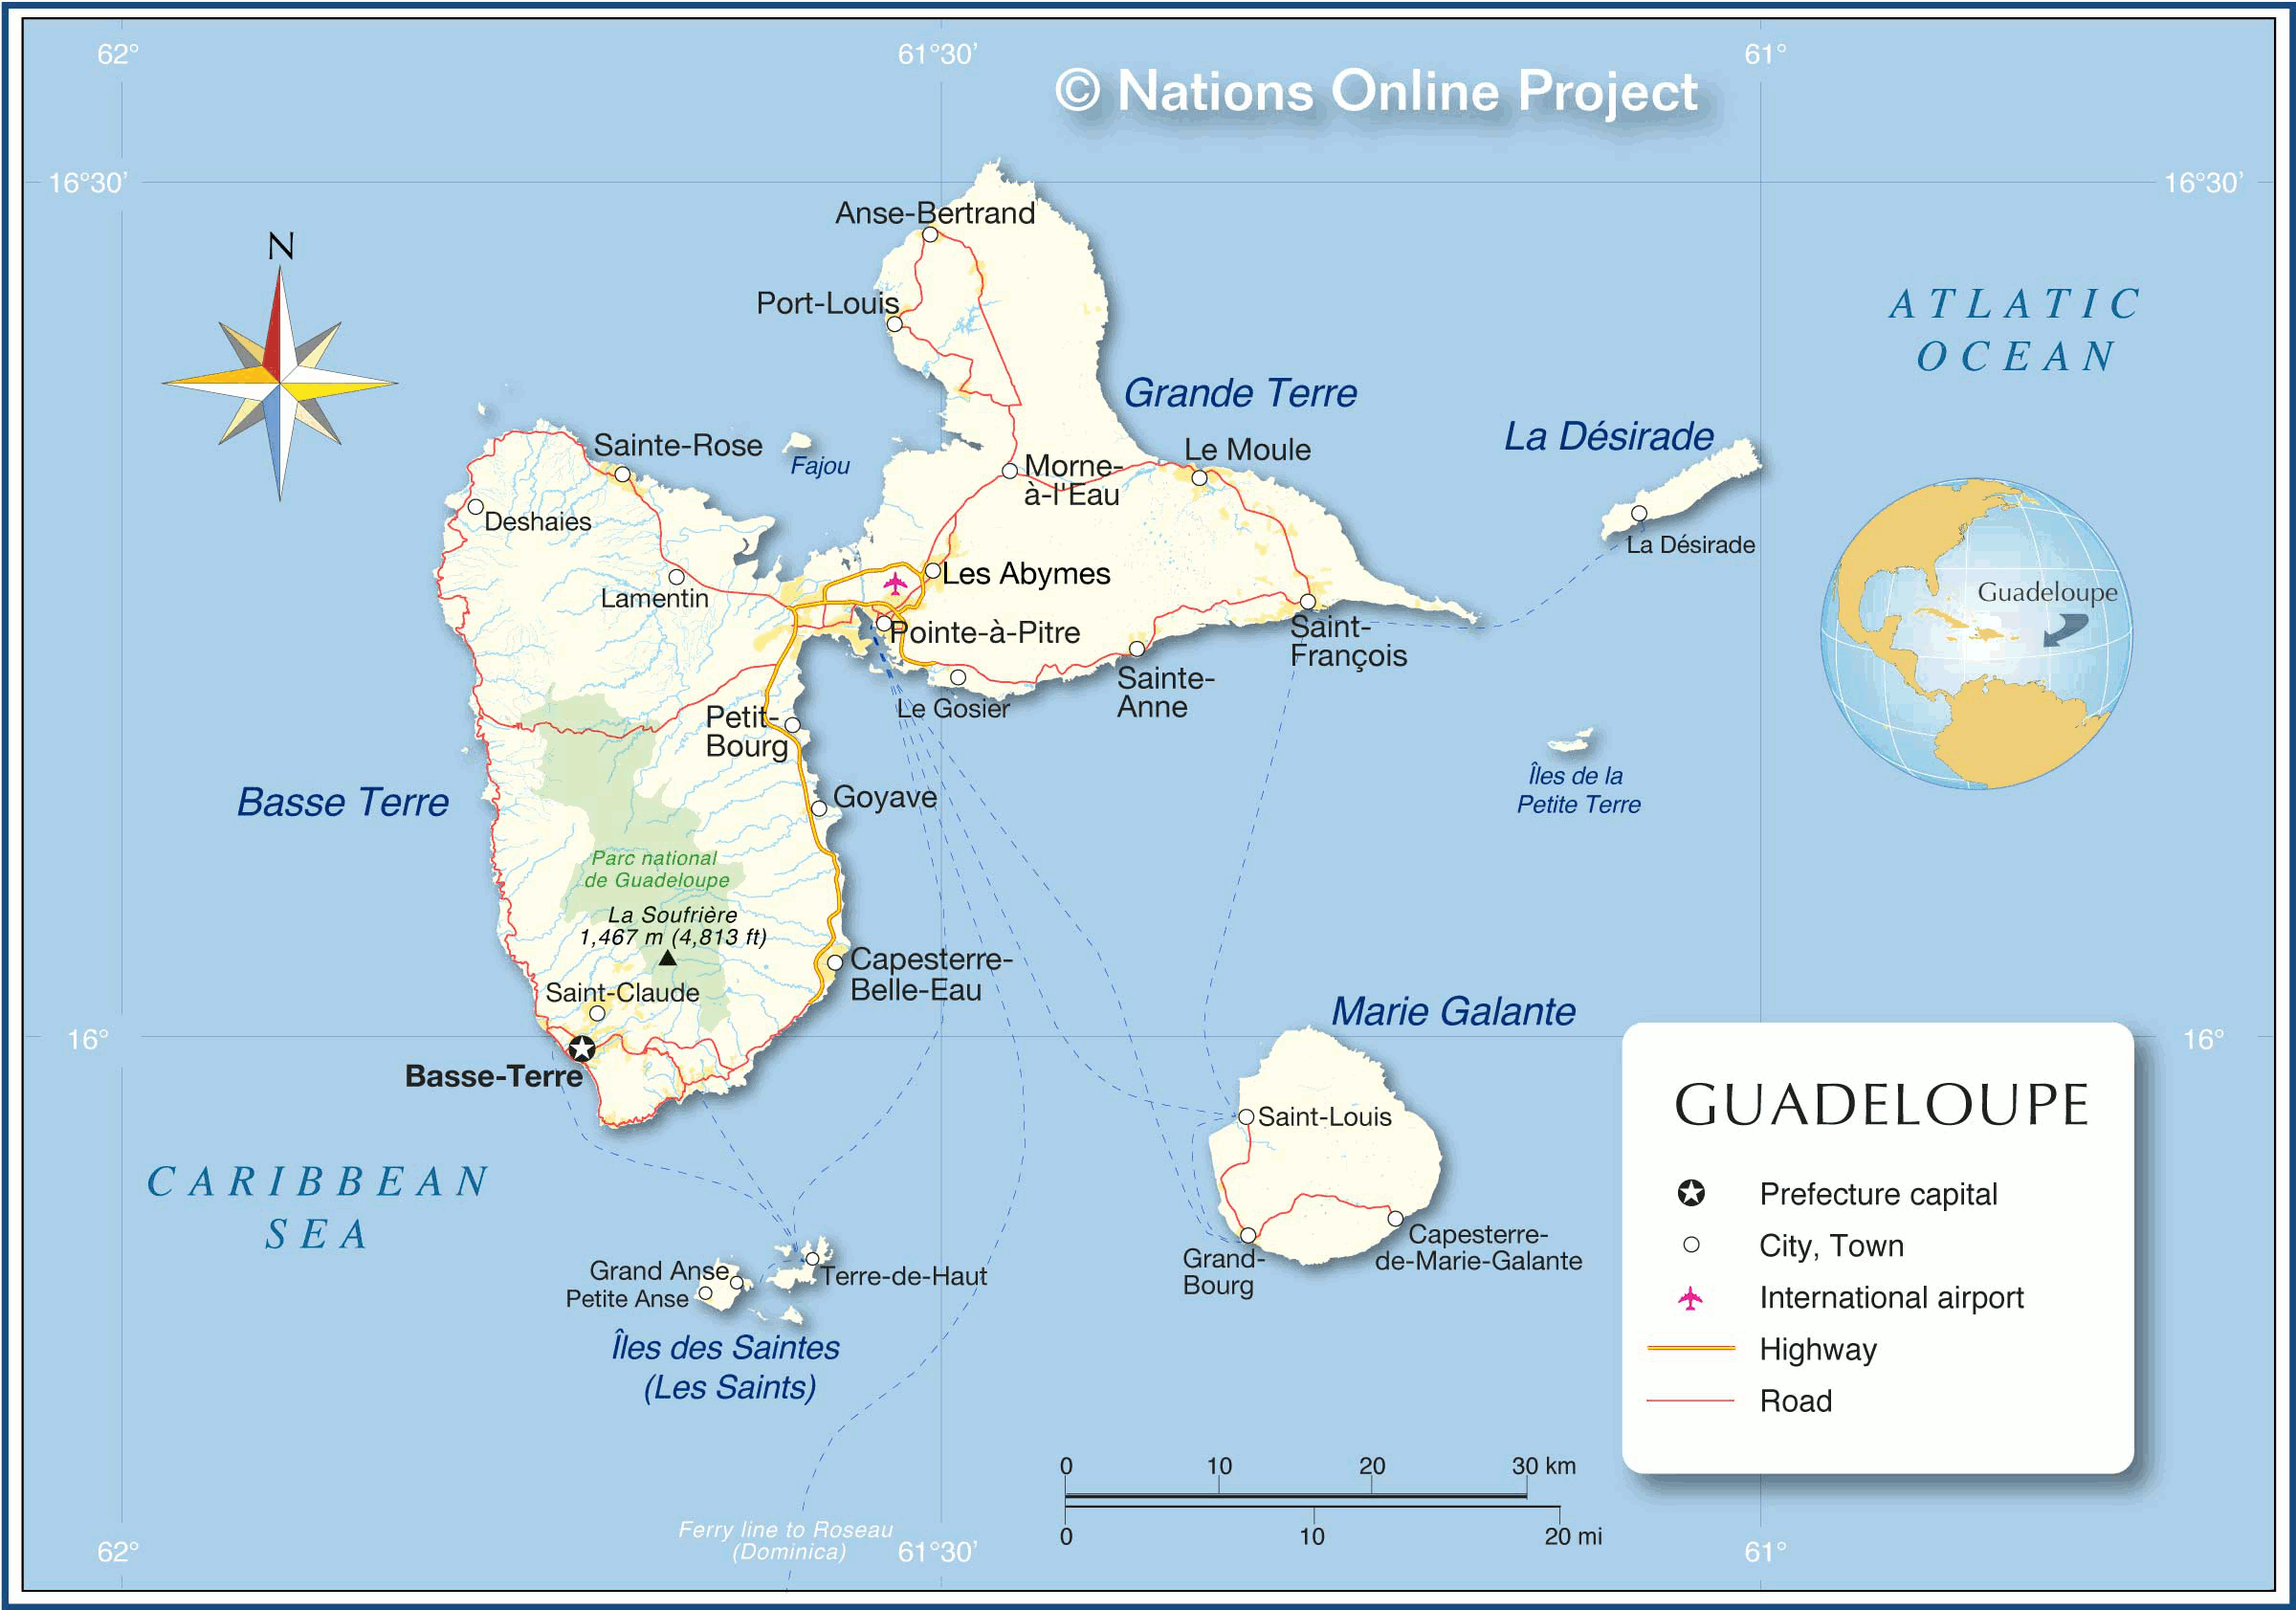 62°
61°30'
61°
© Nations Online Project
16°30'
16°30'
N
Anse-Bertrand
Port-Louis
ATLATIC
OCEAN
Grande Terre
La Désirade
Sainte-Rose
Fajou
Le Moule
Morne-
à-l'Eau
Deshaies
La Désirade
Les Abymes
Lamentin
Guadeloupe
Pointe-à-Pitre
Saint-
François
Sainte-
Anne
Le Gosier
Petit-
Bourg
Îles de la
Petite Terre
Basse Terre
Goyave
Parc national
de Guadeloupe
La Soufrière
1,467 m (4,813 ft)
Capesterre-
Belle-Eau
Saint-Claude
Marie Galante
16°
16°
Basse-Terre
Saint-Louis
CARIBBEAN
SEA
Grand Anse
Petite Anse
Terre-de-Haut
Grand-
Bourg
Capesterre-
de-Marie-Galante
Îles des Saintes
(Les Saints)
GUADELOUPE
Prefecture capital
City, Town
International airport
Highway
Road
0 10 20 30 km
0 10 20 mi
Ferry line to Roseau
(Dominica)
62°
61°30'
61°